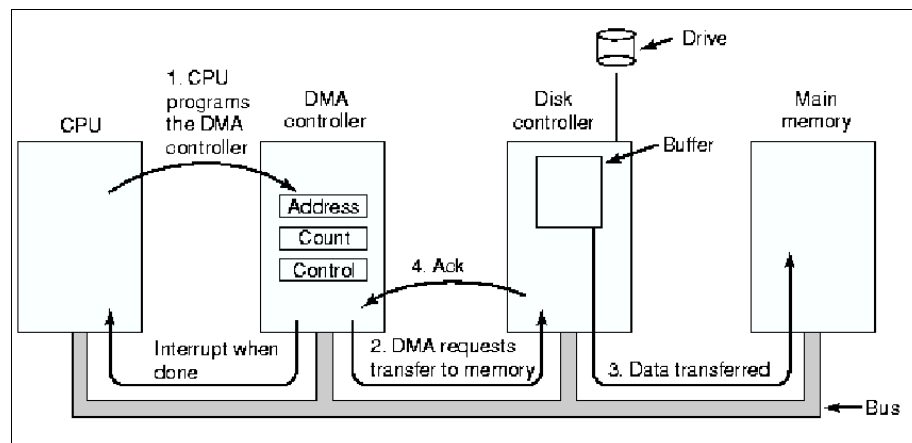 Drive
1. CPU
programs
the DMA
controller
CPU
DMA
controller
Disk
controller
Main
memory
Buffer
Address
Count
Control
4. Ack
Interrupt when
done
2. DMA requests
transfer to memory
3. Data transferred
Bus